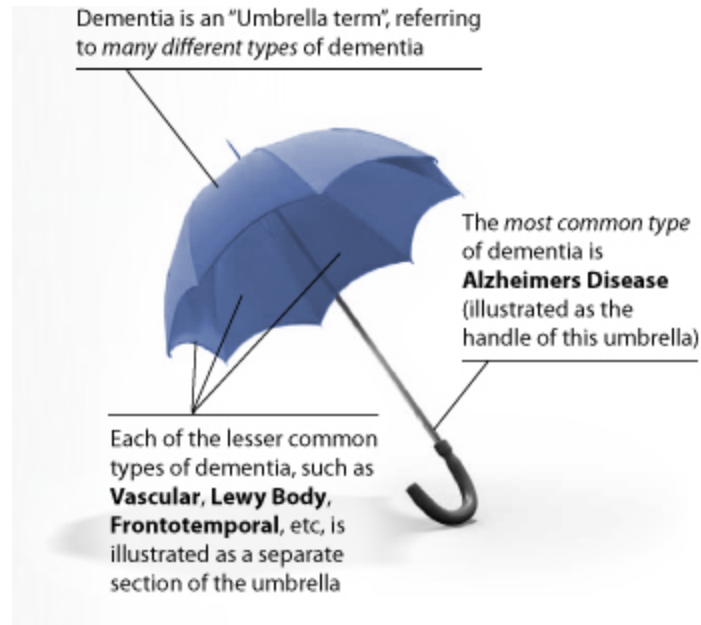 Dementia is an “Umbrella term”, referring
to many different types of dementia
The most common type
of dementia is
Alzheimers Disease
(illustrated as the
handle of this umbrella)
Each of the lesser common
types of dementia, such as
Vascular, Lewy Body,
Frontotemporal, etc, is
illustrated as a separate
section of the umbrella